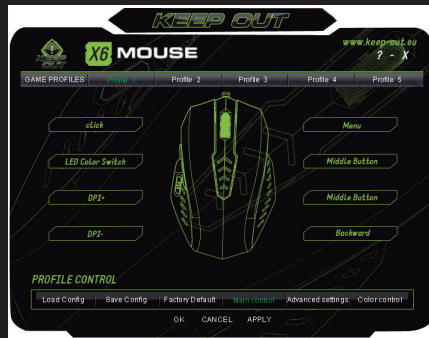 KEEP OUT
KEEP OUT
X6 MOUSE
www.keep-out.eu
? - X
GAME PROFILES Profile 1 Profile 2 Profile 3 Profile 4 Profile 5
click
Menu
LED Color Switch
Middle Button
DPI+
Middle Button
DPI-
Backward
PROFILE CONTROL
Load Config Save Config Factory Default Main control Advanced settings Color control
OK CANCEL APPLY